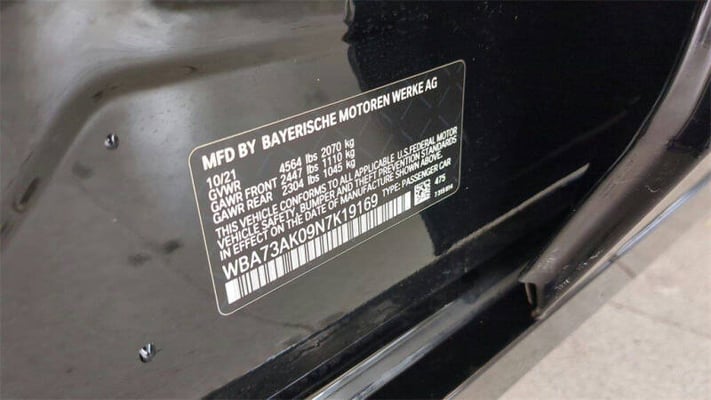 MFD BY BAYERISCHE MOTOREN WERKE AG
10/21
GVWR 4564 lbs 2070 kg
GAWR FRONT 2447 lbs 1110 kg
GAWR REAR 2304 lbs 1045 kg
THIS VEHICLE CONFORMS TO ALL APPLICABLE U.S.FEDERAL MOTOR
VEHICLE SAFETY, BUMPER AND THEFT PREVENTION STANDARDS
IN EFFECT ON THE DATE OF MANUFACTURE SHOWN ABOVE.
WBA73AK09N7K19169 TYPE: PASSENGER CAR
475